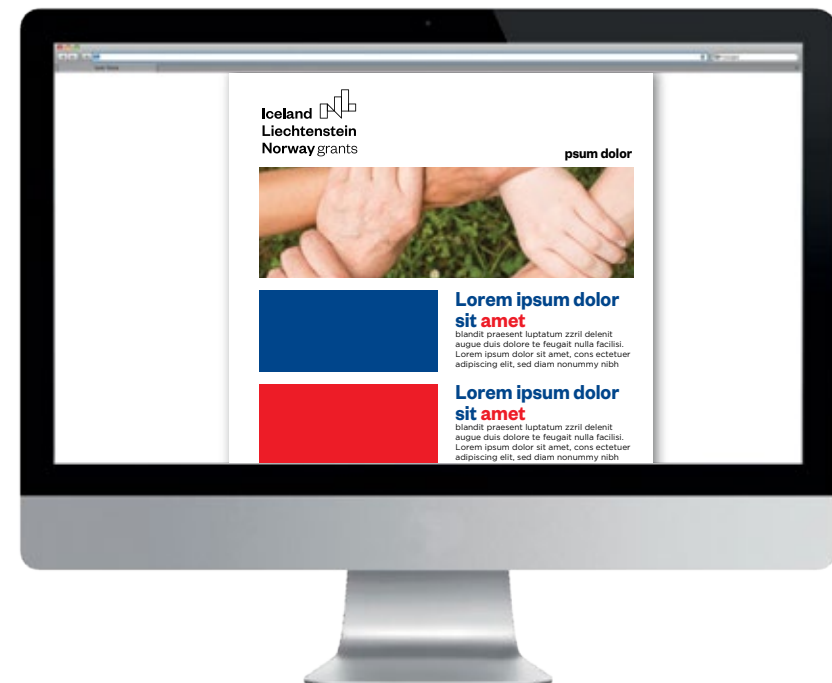 Iceland
Liechtenstein
Norway grants
psum dolor
Lorem ipsum dolor
sit amet
blandit praesent luptatum zzril delenit
augue duis dolore te feugait nulla facilisi.
Lorem ipsum dolor sit amet, cons ectetuer
adipiscing elit, sed diam nonummy nibh
Lorem ipsum dolor
sit amet
blandit praesent luptatum zzril delenit
augue duis dolore te feugait nulla facilisi.
Lorem ipsum dolor sit amet, cons ectetuer
adipiscing elit, sed diam nonummy nibh